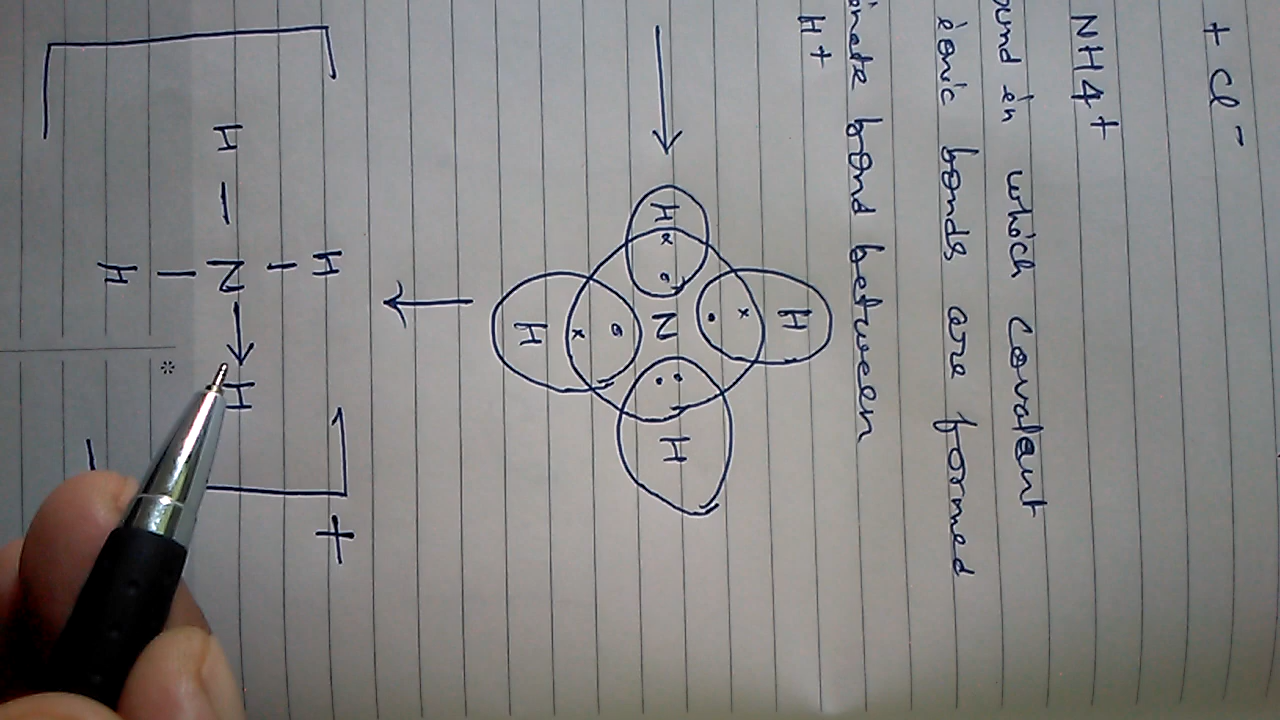 + Cl⁻
NH4⁺
ound in which covalent
ionic bonds are formed
inate bond between
H⁺
→
H
x •
H x • N • • H
• x
H
↓
+
H
|
H — N → H
|
H